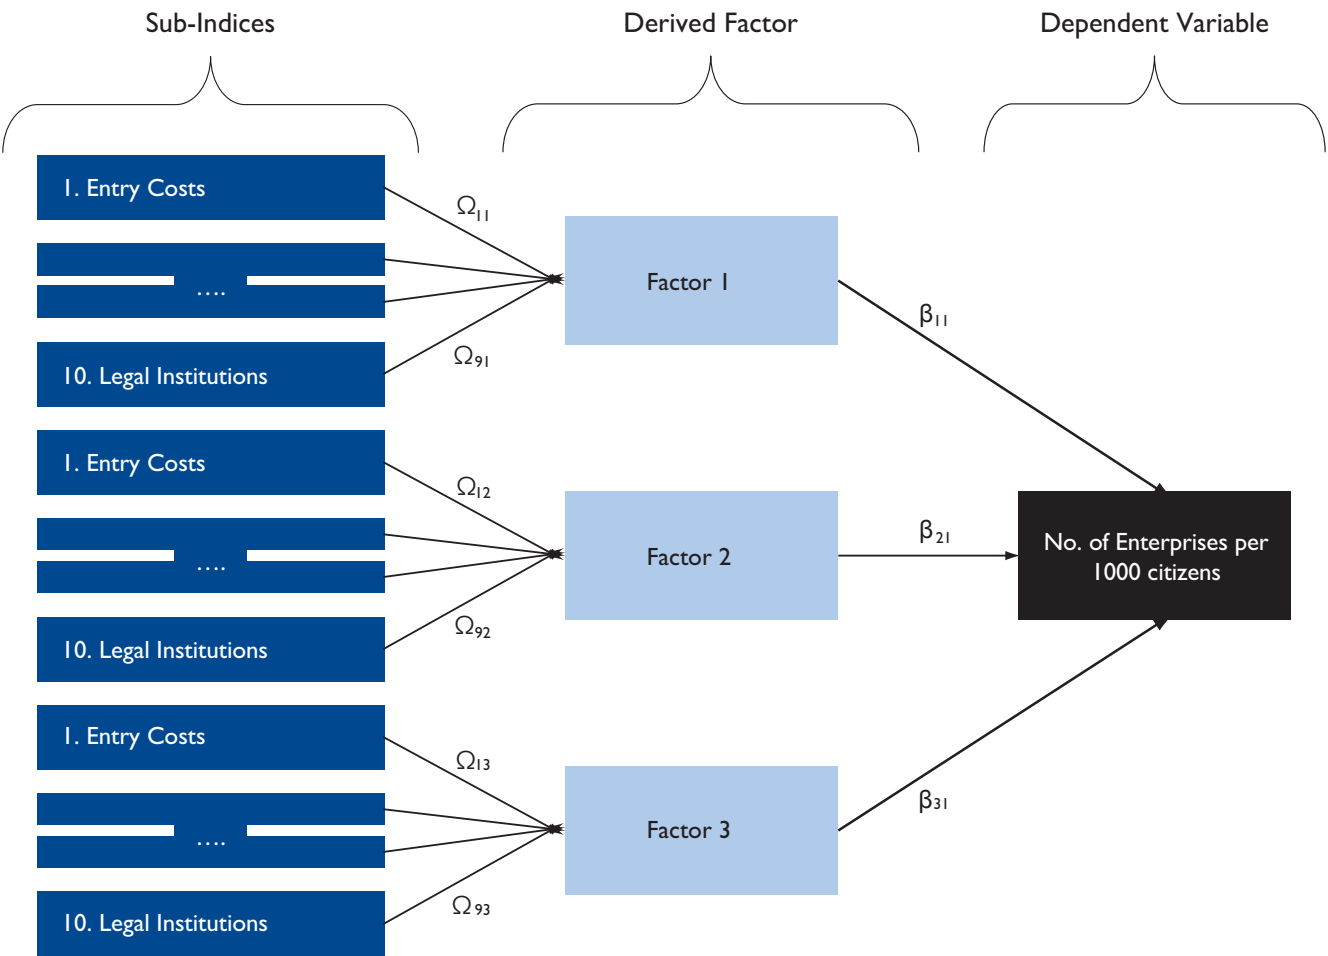 Sub-Indices
Derived Factor
Dependent Variable
1. Entry Costs
Ω₁₁
....
Ω₉₁
10. Legal Institutions
Factor 1
β₁₁
1. Entry Costs
Ω₁₂
....
Ω₉₂
10. Legal Institutions
Factor 2
β₂₁
No. of Enterprises per
1000 citizens
1. Entry Costs
Ω₁₃
....
Ω₉₃
10. Legal Institutions
Factor 3
β₃₁